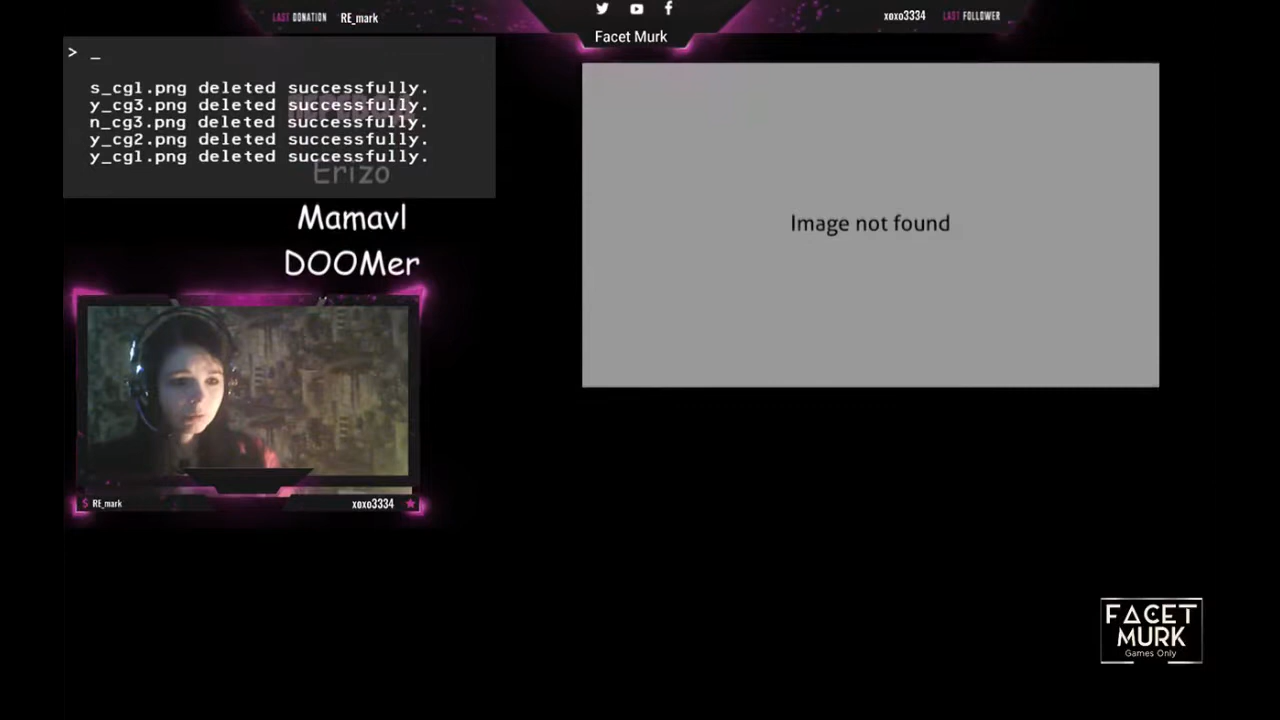 LAST DONATION RE_mark
xoxo3334 LAST FOLLOWER
Facet Murk
> _
s_cg1.png deleted successfully.
y_cg3.png deleted successfully.
n_cg3.png deleted successfully.
y_cg2.png deleted successfully.
y_cg1.png deleted successfully.
Erizo
Mamavl
DOOMer
Image not found
$ RE_mark
xoxo3334
FACET
MURK
Games Only